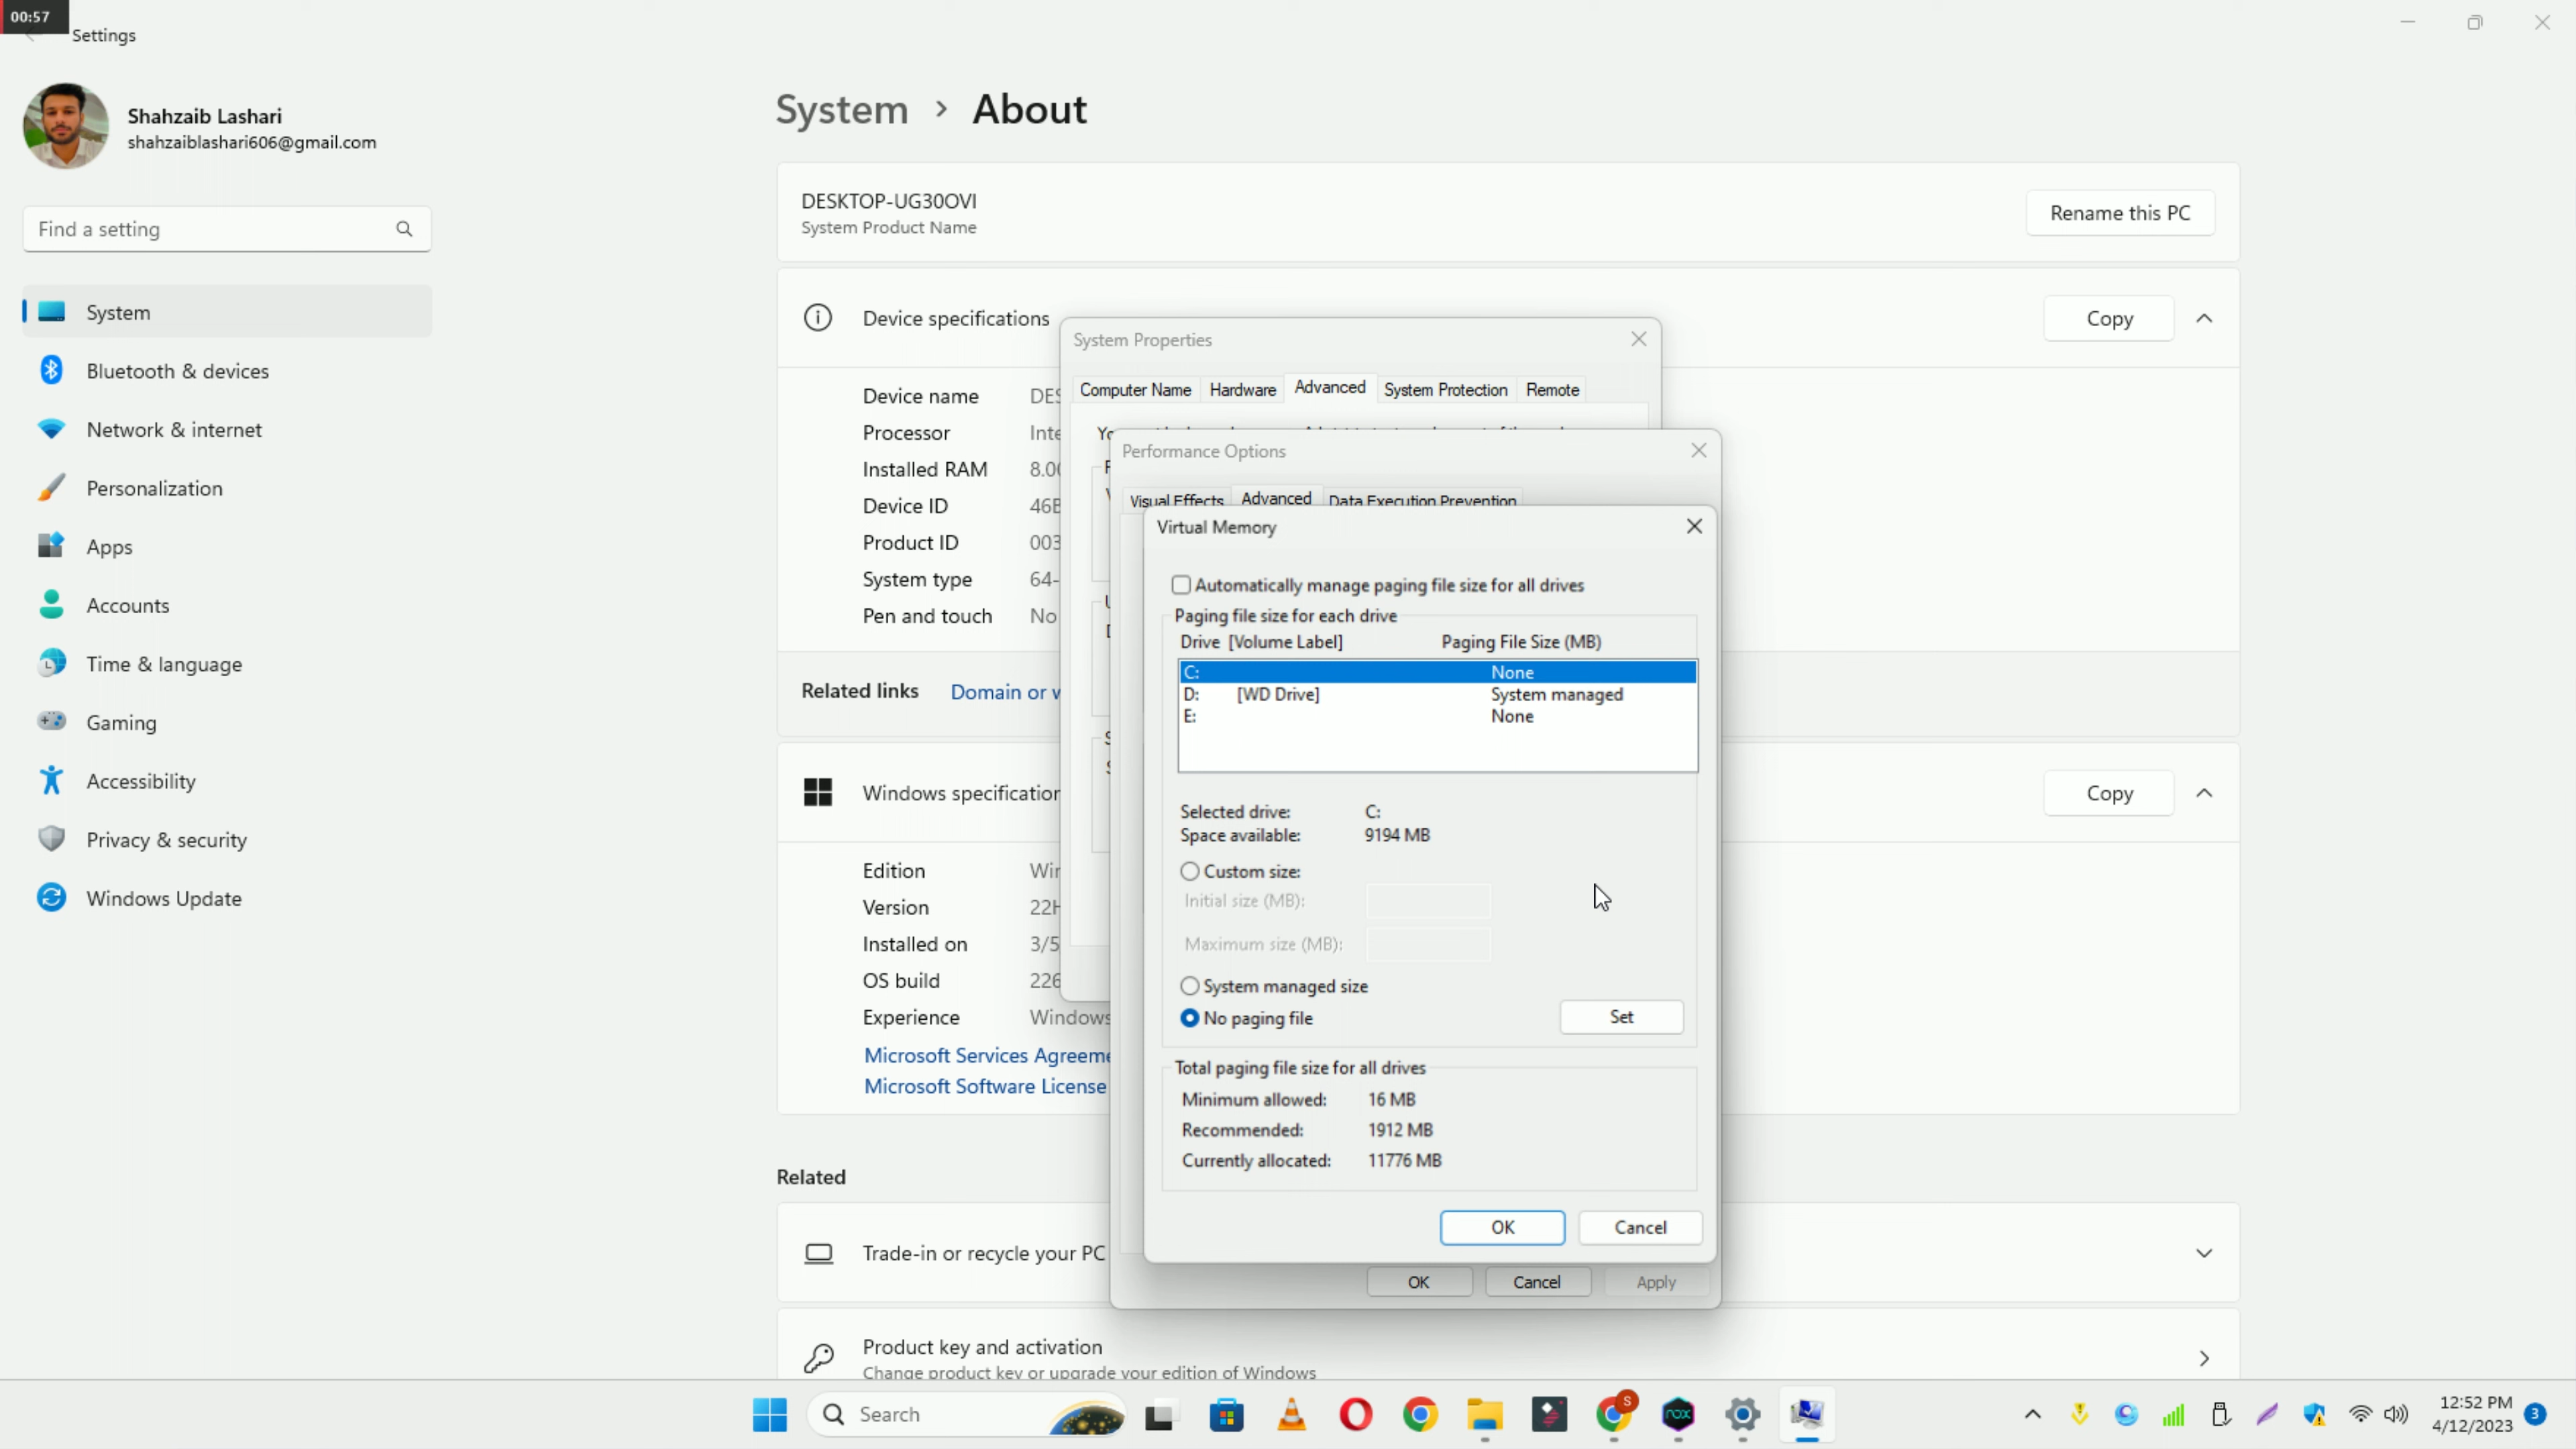 00:57
Settings
Shahzaib Lashari
shahzaiblashari606@gmail.com
Find a setting
System
Bluetooth & devices
Network & internet
Personalization
Apps
Accounts
Time & language
Gaming
Accessibility
Privacy & security
Windows Update
System > About
DESKTOP-UG30OVI
System Product Name
Rename this PC
Device specifications
Copy
Device name DES
Processor Inte
Installed RAM 8.0
Device ID 46E
Product ID 003
System type 64-
Pen and touch No
Related links Domain or w
Windows specification
Copy
Edition Wir
Version 22H
Installed on 3/5
OS build 226
Experience Windows
Microsoft Services Agreeme
Microsoft Software License
Related
Trade-in or recycle your PC
Product key and activation
Change product key or upgrade your edition of Windows
System Properties
Computer Name Hardware Advanced System Protection Remote
Performance Options
Visual Effects Advanced Data Execution Prevention
Virtual Memory
Automatically manage paging file size for all drives
Paging file size for each drive
Drive [Volume Label] Paging File Size (MB)
C: None
D: [WD Drive] System managed
E: None
Selected drive: C:
Space available: 9194 MB
Custom size:
Initial size (MB):
Maximum size (MB):
System managed size
No paging file
Set
Total paging file size for all drives
Minimum allowed: 16 MB
Recommended: 1912 MB
Currently allocated: 11776 MB
OK Cancel
OK Cancel Apply
Search
S
nox
12:52 PM
4/12/2023
3